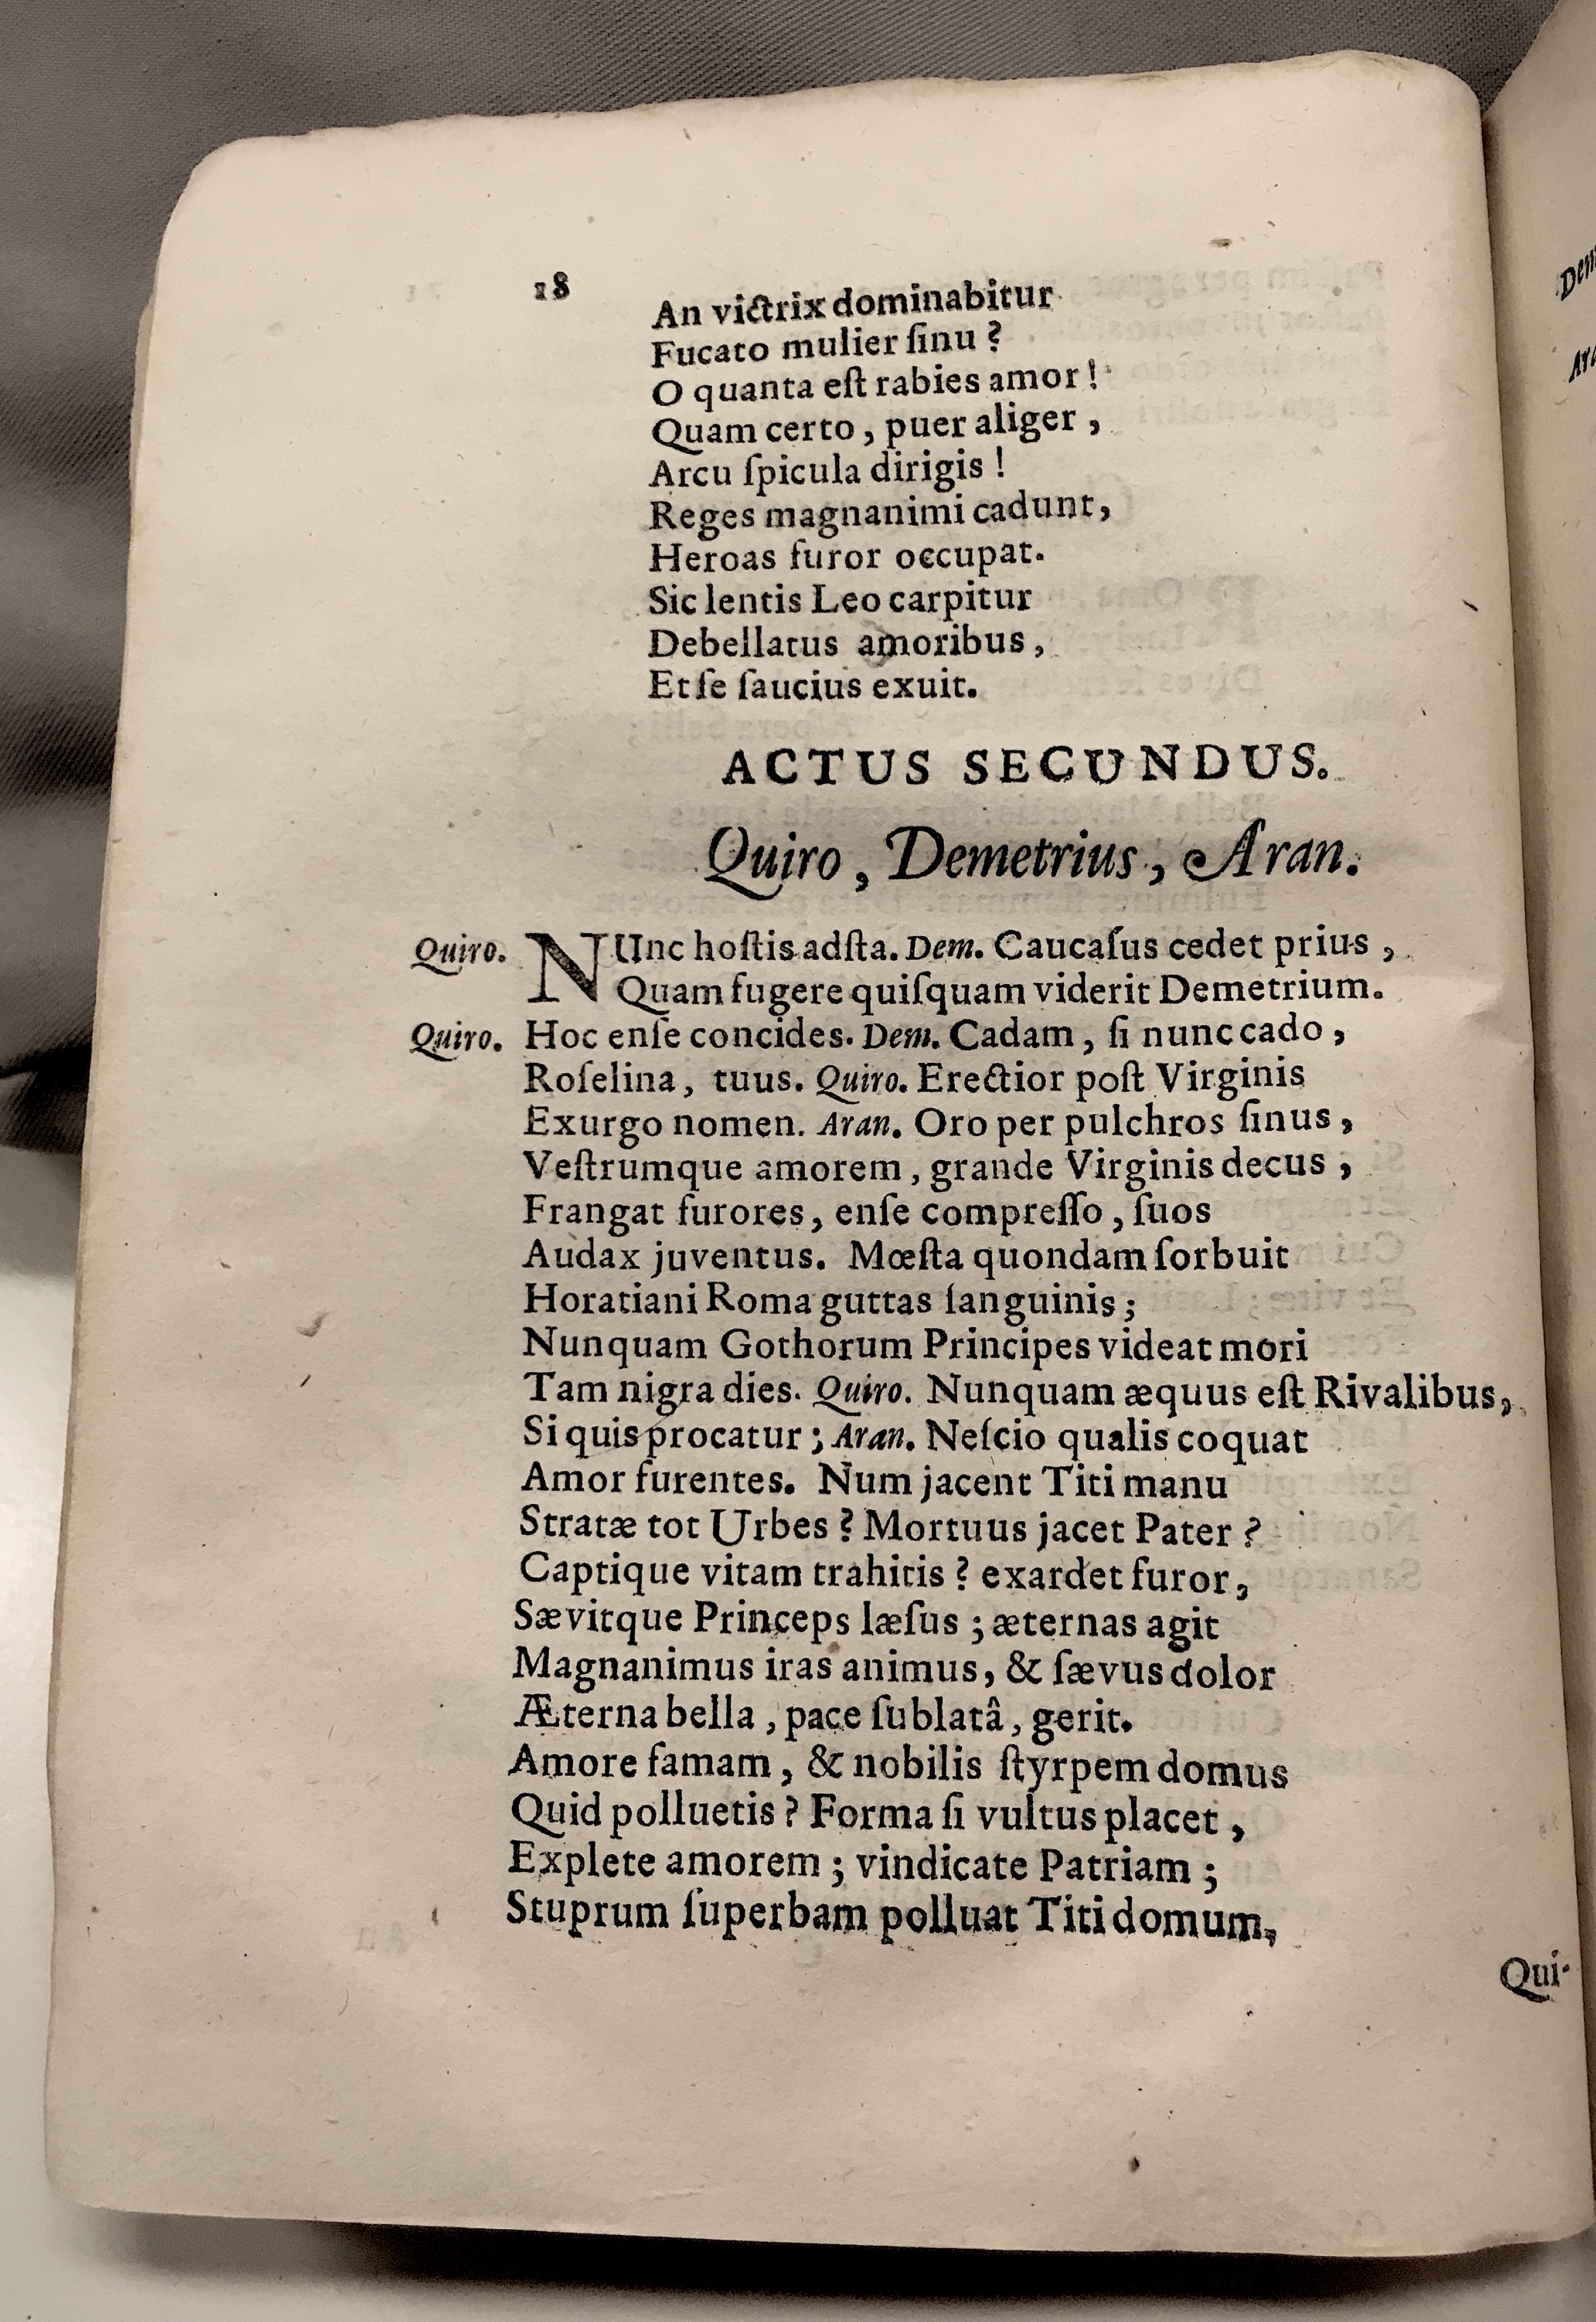 18
An victrix dominabitur
Fucato mulier ſinu ?
O quanta eſt rabies amor !
Quam certo , puer aliger ,
Arcu ſpicula dirigis !
Reges magnanimi cadunt,
Heroas furor occupat.
Sic lentis Leo carpitur
Debellatus amoribus ,
Et ſe ſaucius exuit.
ACTUS SECUNDUS.
Quiro , Demetrius , Aran.
Quiro. NUnc hoſtis adſta. Dem. Caucaſus cedet prius ,
Quam fugere quiſquam viderit Demetrium.
Quiro. Hoc enſe concides. Dem. Cadam , ſi nunc cado ,
Roſelina , tuus. Quiro. Erectior poſt Virginis
Exurgo nomen. Aran. Oro per pulchros ſinus ,
Veſtrumque amorem , grande Virginis decus ,
Frangat furores , enſe compreſſo , ſuos
Audax juventus. Mœſta quondam ſorbuit
Horatiani Roma guttas ſanguinis ;
Nunquam Gothorum Principes videat mori
Tam nigra dies. Quiro. Nunquam æquus eſt Rivalibus,
Si quis procatur ; Aran. Neſcio qualis coquat
Amor furentes. Num jacent Titi manu
Stratæ tot Urbes ? Mortuus jacet Pater ?
Captique vitam trahitis ? exardet furor,
Sævitque Princeps læſus ; æternas agit
Magnanimus iras animus, & ſævus dolor
Æterna bella , pace ſublatâ , gerit.
Amore famam , & nobilis ſtyrpem domus
Quid polluetis ? Forma ſi vultus placet ,
Explete amorem ; vindicate Patriam ;
Stuprum ſuperbam polluat Titi domum,
Qui-